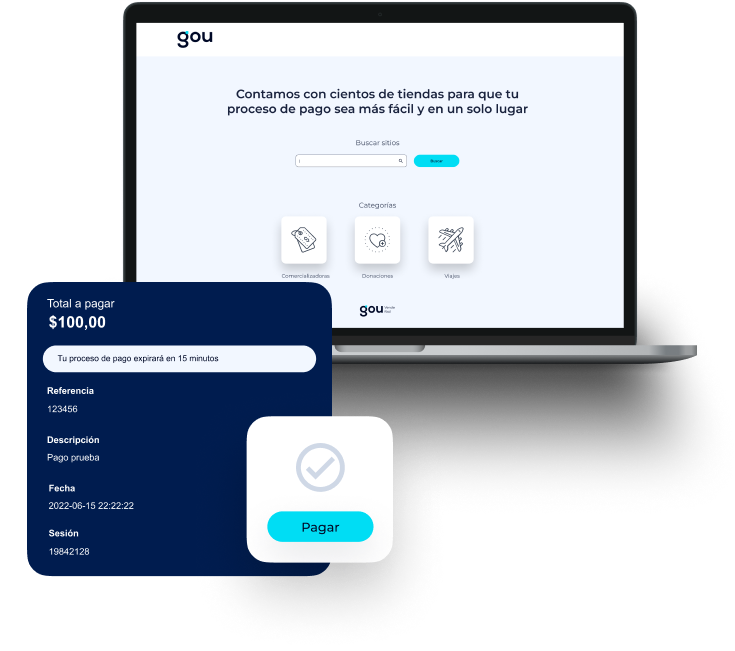 gou
Contamos con cientos de tiendas para que tu
proceso de pago sea más fácil y en un solo lugar
Buscar sitios
Buscar
Categorías
Comercializadoras
Donaciones
Viajes
gou
Total a pagar
$100,00
Tu proceso de pago expirará en 15 minutos
Referencia
123456
Descripción
Pago prueba
Fecha
2022-06-15 22:22:22
Sesión
19842128
Pagar